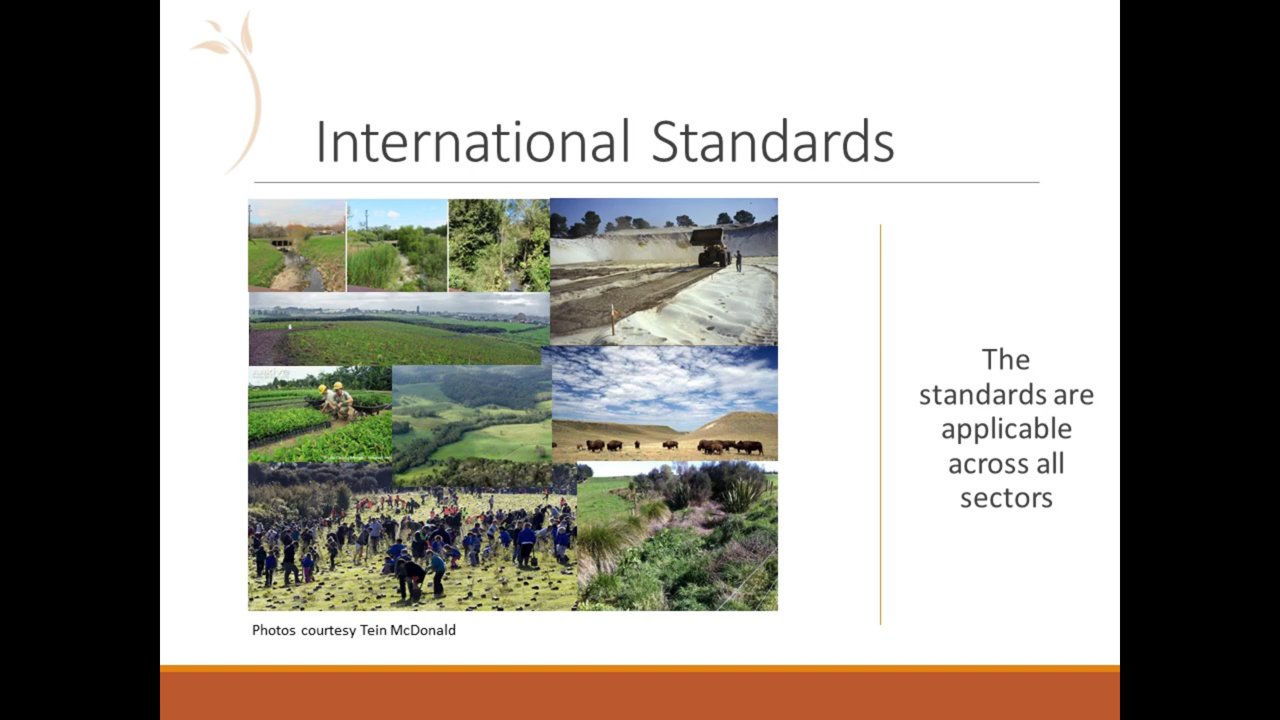 International Standards
The
standards are
applicable
across all
sectors
Photos courtesy Tein McDonald